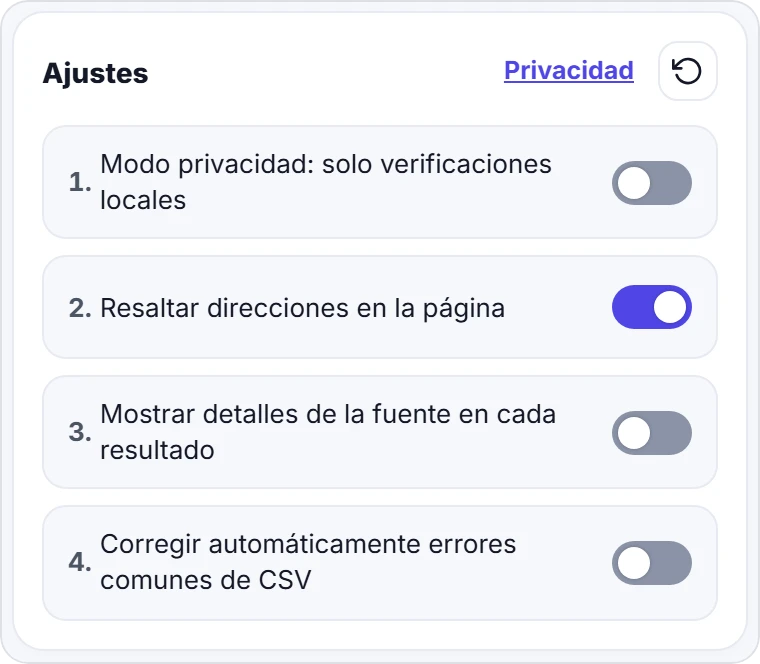 Ajustes
Privacidad
1. Modo privacidad: solo verificaciones
locales
2. Resaltar direcciones en la página
3. Mostrar detalles de la fuente en cada
resultado
4. Corregir automáticamente errores
comunes de CSV